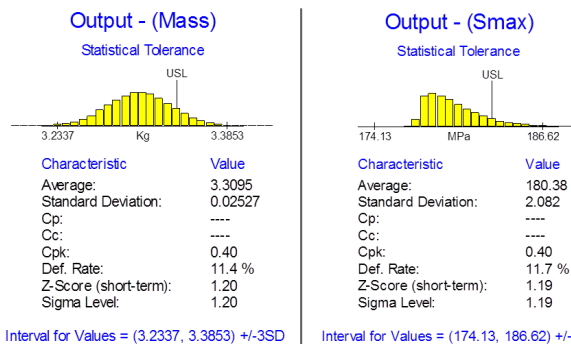 Output - (Mass)
Statistical Tolerance
USL
3.2337 Kg 3.3853
Characteristic Value
Average: 3.3095
Standard Deviation: 0.02527
Cp: ----
Cc: ----
Cpk: 0.40
Def. Rate: 11.4 %
Z-Score (short-term): 1.20
Sigma Level: 1.20
Interval for Values = (3.2337, 3.3853) +/-3SD
Output - (Smax)
Statistical Tolerance
USL
174.13 MPa 186.62
Characteristic Value
Average: 180.38
Standard Deviation: 2.082
Cp: ----
Cc: ----
Cpk: 0.40
Def. Rate: 11.7 %
Z-Score (short-term): 1.19
Sigma Level: 1.19
Interval for Values = (174.13, 186.62) +/-